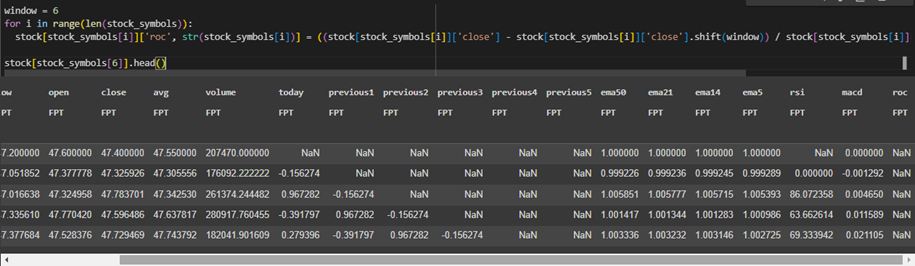 window = 6
for i in range(len(stock_symbols)):
stock[stock_symbols[i]]['roc', str(stock_symbols[i])] = ((stock[stock_symbols[i]]['close'] - stock[stock_symbols[i]]['close'].shift(window)) / stock[stock_symbols[i]]
stock[stock_symbols[6]].head()
ow open close avg volume today previous1 previous2 previous3 previous4 previous5 ema50 ema21 ema14 ema5 rsi macd roc
PT FPT FPT FPT FPT FPT FPT FPT FPT FPT FPT FPT FPT FPT FPT FPT FPT FPT
7.200000 47.600000 47.400000 47.550000 207470.000000 NaN NaN NaN NaN NaN NaN 1.000000 1.000000 1.000000 1.000000 NaN 0.000000 NaN
7.051852 47.377778 47.325926 47.305556 176092.222222 -0.156274 NaN NaN NaN NaN NaN 0.999226 0.999236 0.999245 0.999289 0.000000 -0.001292 NaN
7.016638 47.324958 47.783701 47.342530 261374.244482 0.967282 -0.156274 NaN NaN NaN NaN 1.005851 1.005777 1.005715 1.005393 86.072358 0.004650 NaN
7.335610 47.770420 47.596486 47.637817 280917.760455 -0.391797 0.967282 -0.156274 NaN NaN NaN 1.001417 1.001344 1.001283 1.000986 63.662614 0.011589 NaN
7.377684 47.528376 47.729469 47.743792 182041.901609 0.279396 -0.391797 0.967282 -0.156274 NaN NaN 1.003336 1.003232 1.003146 1.002725 69.333942 0.021105 NaN